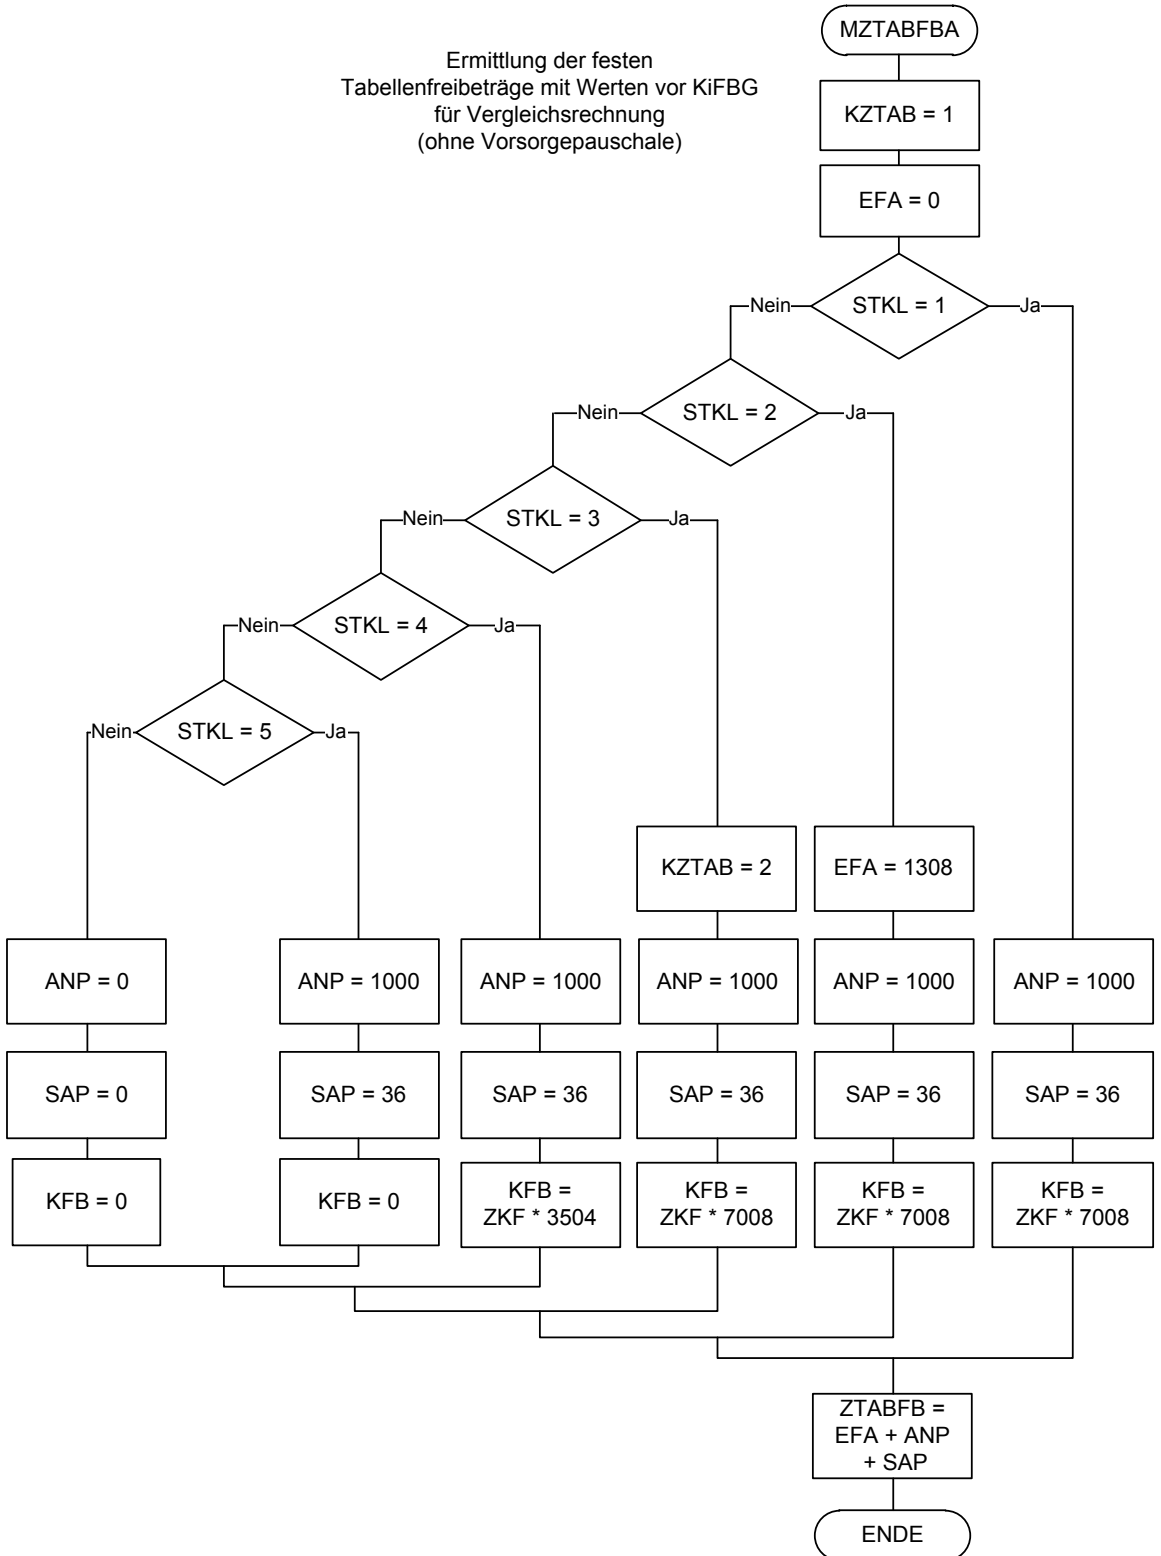 MZTABFBA
Ermittlung der festen
Tabellenfreibeträge mit Werten vor KiFBG
für Vergleichsrechnung
(ohne Vorsorgepauschale)
KZTAB = 1
EFA = 0
Nein
STKL = 1
Ja
Nein
STKL = 2
Ja
Nein
STKL = 3
Ja
Nein
STKL = 4
Ja
Nein
STKL = 5
Ja
KZTAB = 2
EFA = 1308
ANP = 0
ANP = 1000
ANP = 1000
ANP = 1000
ANP = 1000
ANP = 1000
SAP = 0
SAP = 36
SAP = 36
SAP = 36
SAP = 36
SAP = 36
KFB = 0
KFB = 0
KFB =
ZKF * 3504
KFB =
ZKF * 7008
KFB =
ZKF * 7008
KFB =
ZKF * 7008
ZTABFB =
EFA + ANP
+ SAP
ENDE